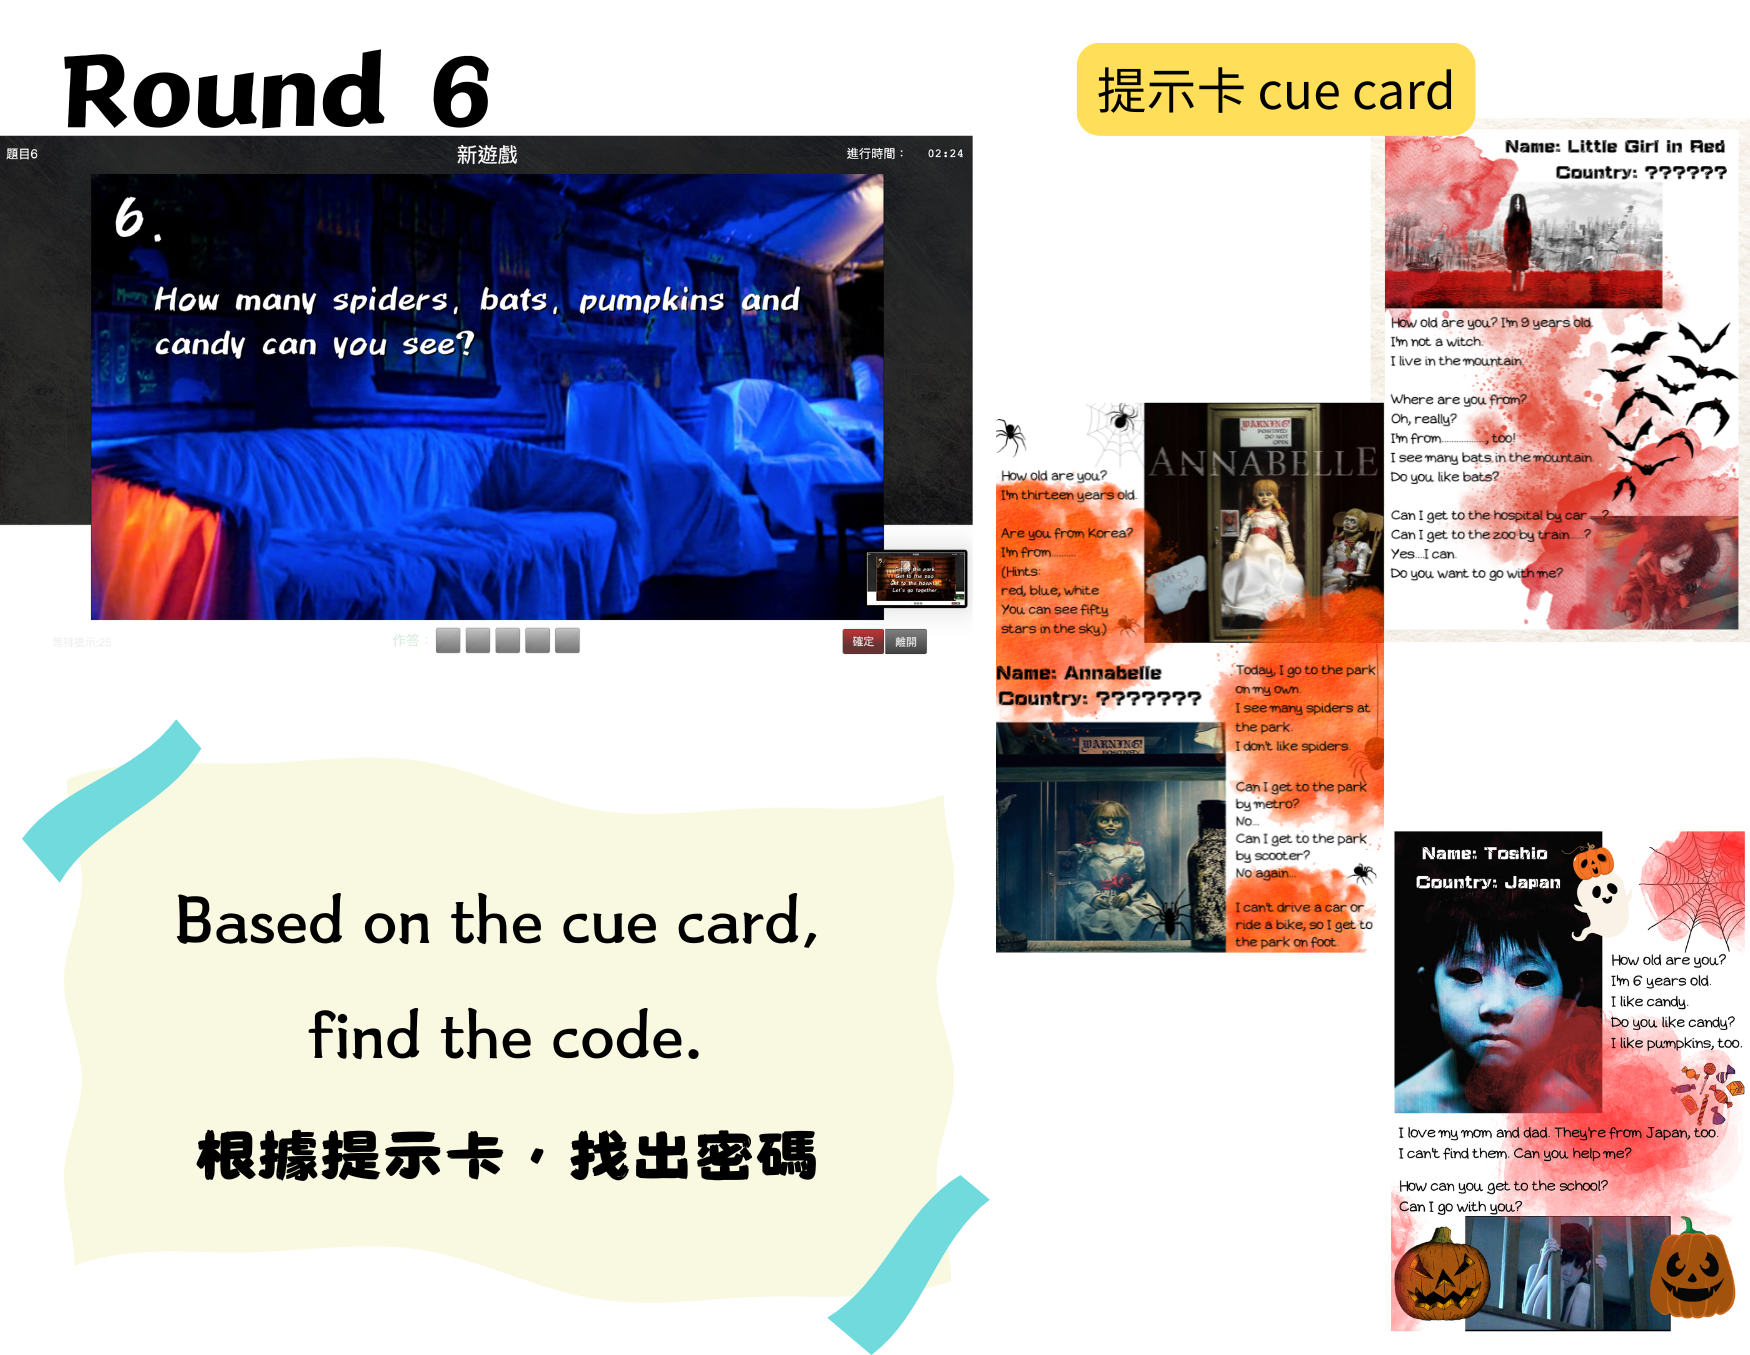 Round 6
提示卡 cue card
題目6
新遊戲
進行時間：
02:24
6.
How many spiders, bats, pumpkins and
candy can you see?
作答：
確定
離開
Based on the cue card,
find the code.
根據提示卡，找出密碼
Name: Little Girl in Red
Country: ??????
How old are you? I'm 9 years old.
I'm not a witch.
I live in the mountain.
Where are you from?
Oh, really?
I'm from................, too!
I see many bats in the mountain.
Do you like bats?
Can I get to the hospital by car....?
Can I get to the zoo by train....?
Yes...I can.
Do you want to go with me?
WARNING!
POSITIVELY
DO NOT
OPEN
ANNABELLE
MISS
ME?
How old are you?
I'm thirteen years old.
Are you from Korea?
I'm from.........
(Hints:
red, blue, white
You can see fifty
stars in the sky.)
Name: Annabelle
Country: ???????
WARNING!
Today, I go to the park
on my own.
I see many spiders at
the park.
I don't like spiders.
Can I get to the park
by metro?
No...
Can I get to the park
by scooter?
No again...
I can't drive a car or
ride a bike, so I get to
the park on foot.
Name: Toshio
Country: Japan
How old are you?
I'm 6 years old.
I like candy.
Do you like candy?
I like pumpkins, too.
I love my mom and dad. They're from Japan, too.
I can't find them. Can you help me?
How can you get to the school?
Can I go with you?